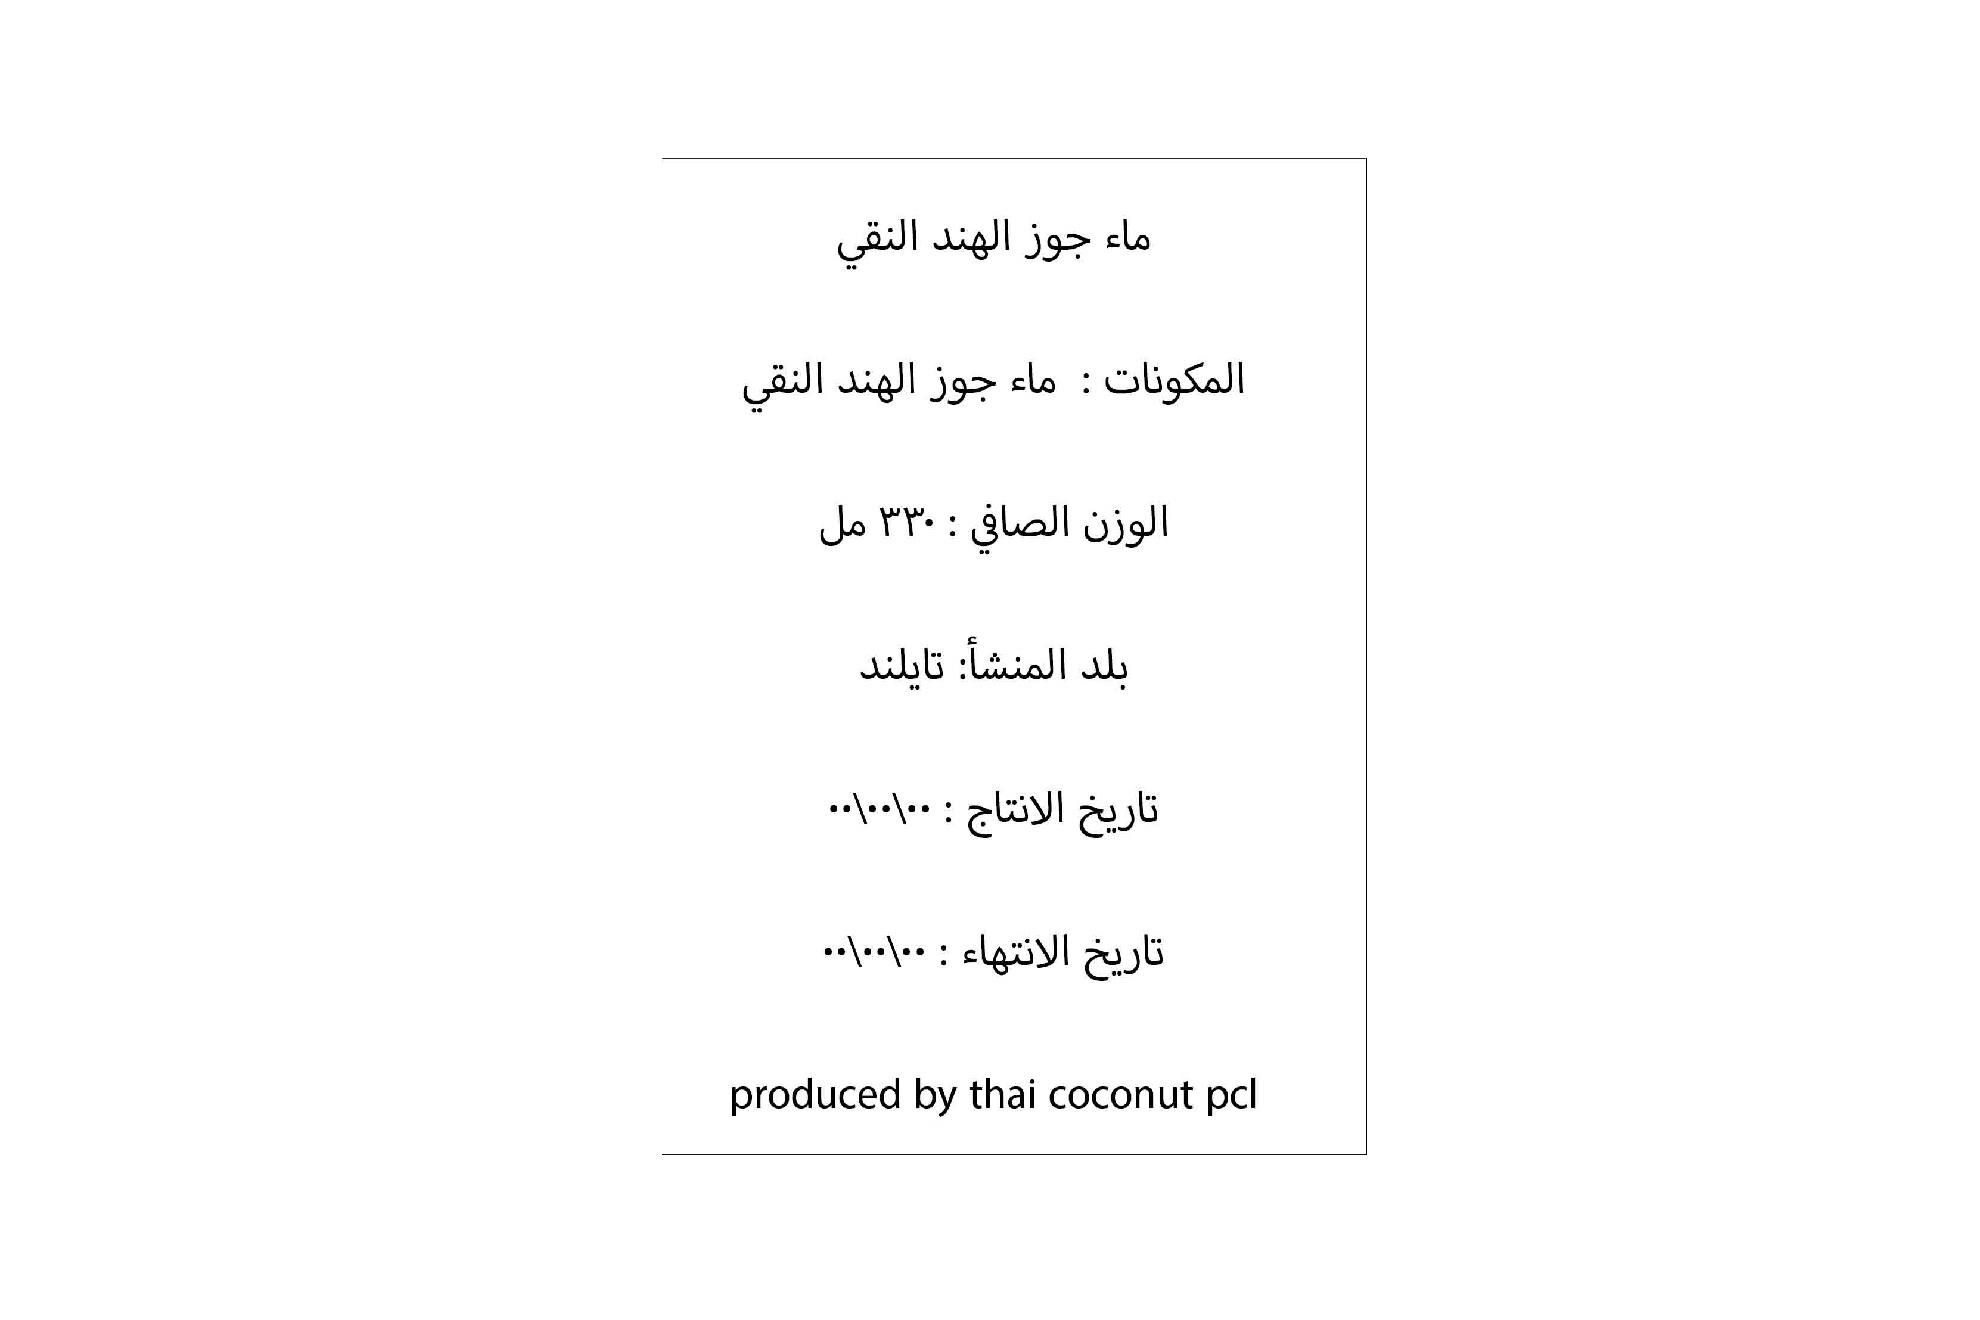 ماء جوز الهند النقي
المكونات : ماء جوز الهند النقي
الوزن الصافي : ٣٣٠ مل
بلد المنشأ: تايلند
تاريخ الانتاج : ٠٠\٠٠\٠٠
تاريخ الانتهاء : ٠٠\٠٠\٠٠
produced by thai coconut pcl